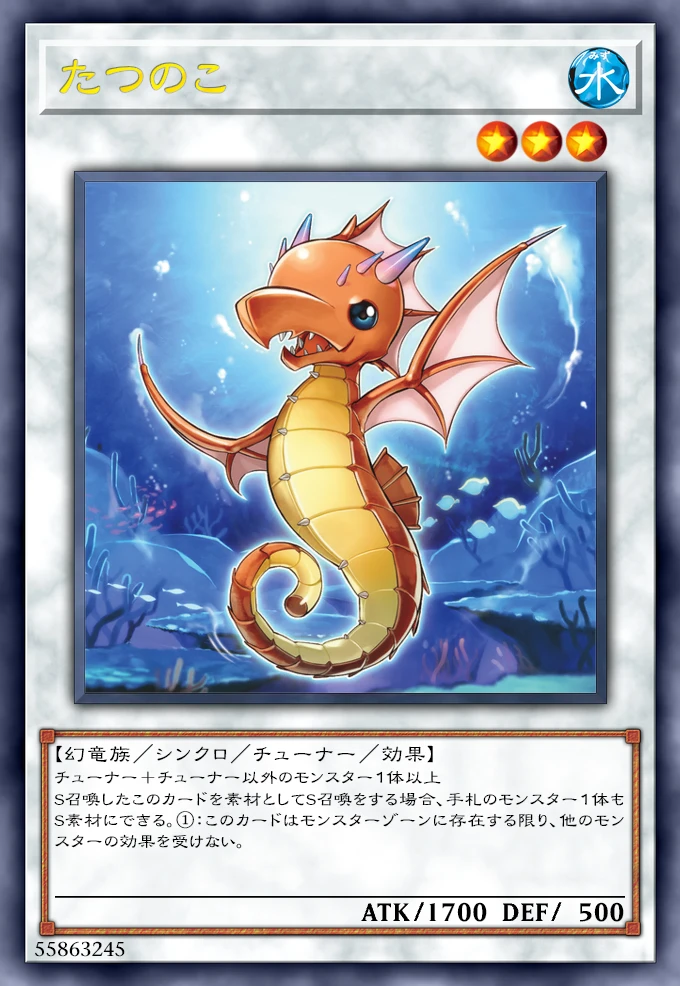 たつのこ
みず
水
【幻竜族／シンクロ／チューナー／効果】
チューナー＋チューナー以外のモンスター１体以上
Ｓ召喚したこのカードを素材としてＳ召喚をする場合、手札のモンスター１体も
Ｓ素材にできる。①：このカードはモンスターゾーンに存在する限り、他のモン
スターの効果を受けない。
ATK/1700 DEF/ 500
55863245